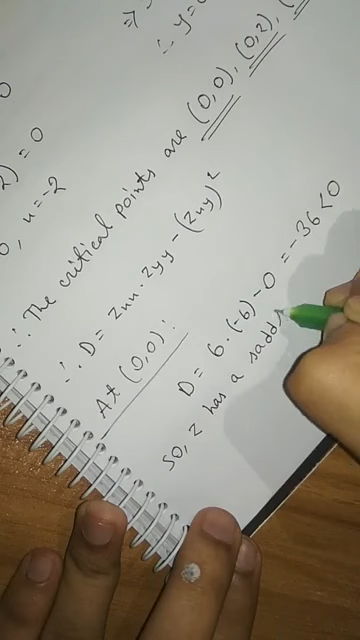 ⇒
∴ y=
0
2) = 0
0, x=-2
∴ The critical points are (0,0), (0,2), (
∴ D= Zxx. Zyy - (Zxy)²
At (0,0):
D= 6.(-6)-0 = -36<0
so, z has a sadd